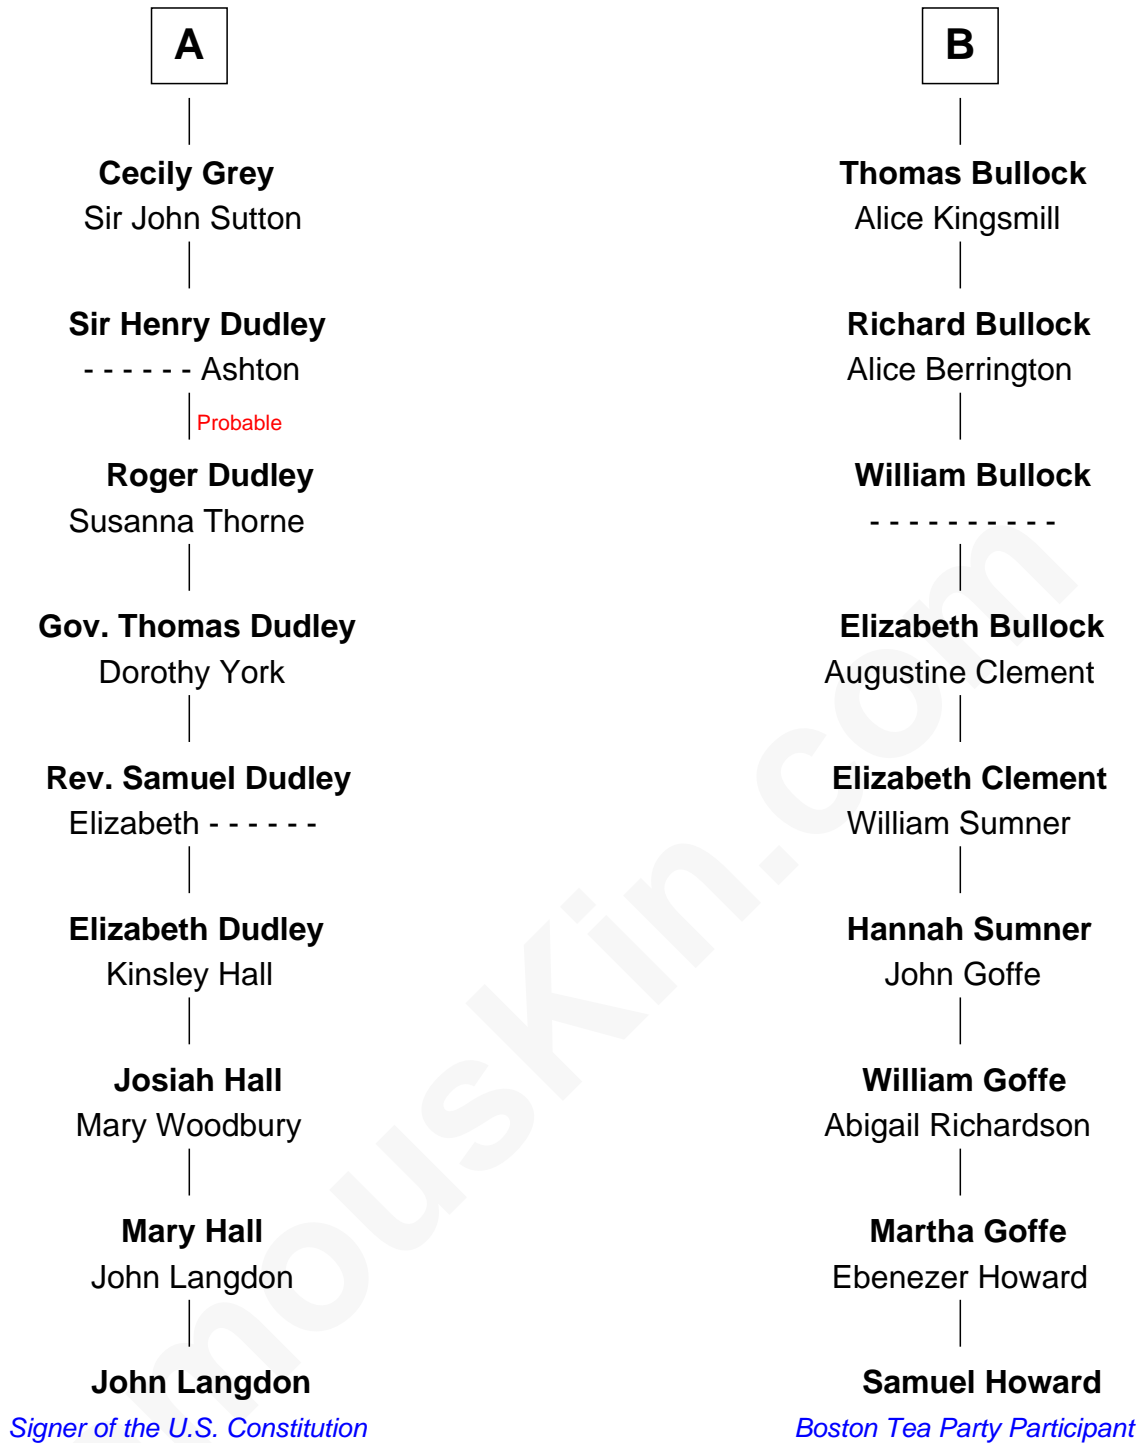 A
Cecily Grey
Sir John Sutton
Sir Henry Dudley
- - - - - - Ashton
Probable
Roger Dudley
Susanna Thorne
Gov. Thomas Dudley
Dorothy York
Rev. Samuel Dudley
Elizabeth - - - - - -
Elizabeth Dudley
Kinsley Hall
Josiah Hall
Mary Woodbury
Mary Hall
John Langdon
John Langdon
Signer of the U.S. Constitution
B
Thomas Bullock
Alice Kingsmill
Richard Bullock
Alice Berrington
William Bullock
- - - - - - - - - -
Elizabeth Bullock
Augustine Clement
Elizabeth Clement
William Sumner
Hannah Sumner
John Goffe
William Goffe
Abigail Richardson
Martha Goffe
Ebenezer Howard
Samuel Howard
Boston Tea Party Participant
mouskin.com